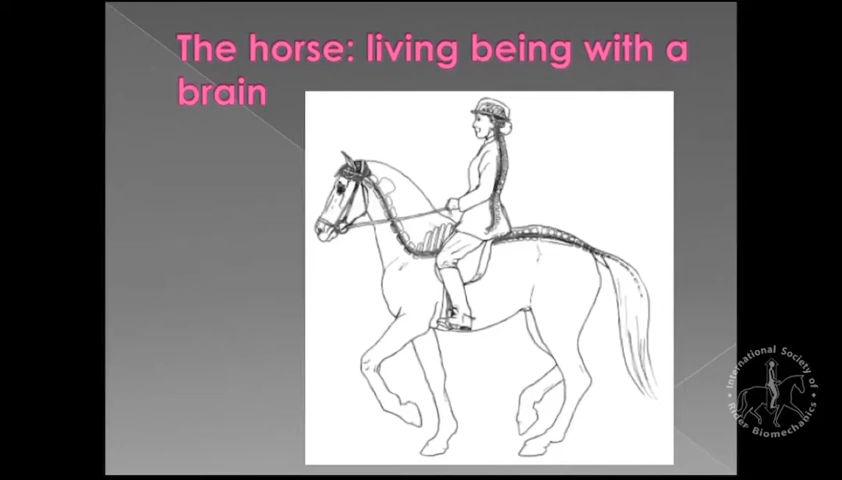 The horse: living being with a
brain
International Society of
Rider Biomechanics